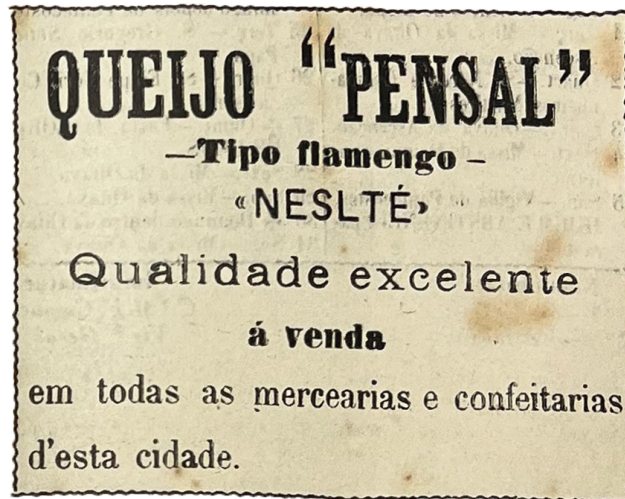 QUEIJO “PENSAL”
—Tipo flamengo—
«NESLTÉ»
Qualidade excelente
á venda
em todas as mercearias e confeitarias
d'esta cidade.